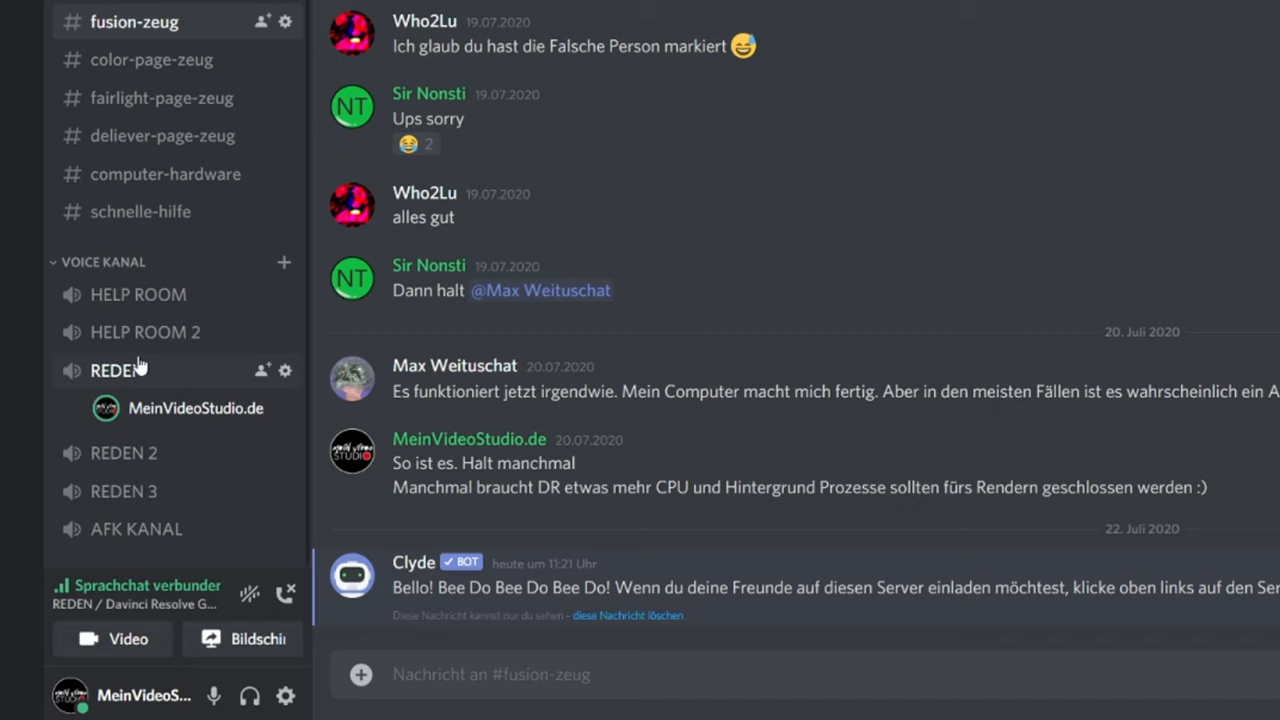 fusion-zeug
color-page-zeug
fairlight-page-zeug
deliever-page-zeug
computer-hardware
schnelle-hilfe
VOICE KANAL
HELP ROOM
HELP ROOM 2
REDEN
MeinVideoStudio.de
REDEN 2
REDEN 3
AFK KANAL
Sprachchat verbunder
REDEN / Davinci Resolve G...
Video
Bildschi
MeinVideoS...
Who2Lu 19.07.2020
Ich glaub du hast die Falsche Person markiert
NT
Sir Nonsti 19.07.2020
Ups sorry
2
Who2Lu 19.07.2020
alles gut
NT
Sir Nonsti 19.07.2020
Dann halt @Max Weituschat
20. Juli 2020
Max Weituschat 20.07.2020
Es funktioniert jetzt irgendwie. Mein Computer macht mich fertig. Aber in den meisten Fällen ist es wahrscheinlich ein A
MeinVideoStudio.de 20.07.2020
So ist es. Halt manchmal
Manchmal braucht DR etwas mehr CPU und Hintergrund Prozesse sollten fürs Rendern geschlossen werden :)
22. Juli 2020
Clyde BOT heute um 11:21 Uhr
Bello! Bee Do Bee Do Bee Do! Wenn du deine Freunde auf diesen Server einladen möchtest, klicke oben links auf den Ser
Diese Nachricht kannst nur du sehen – diese Nachricht löschen.
Nachricht an #fusion-zeug